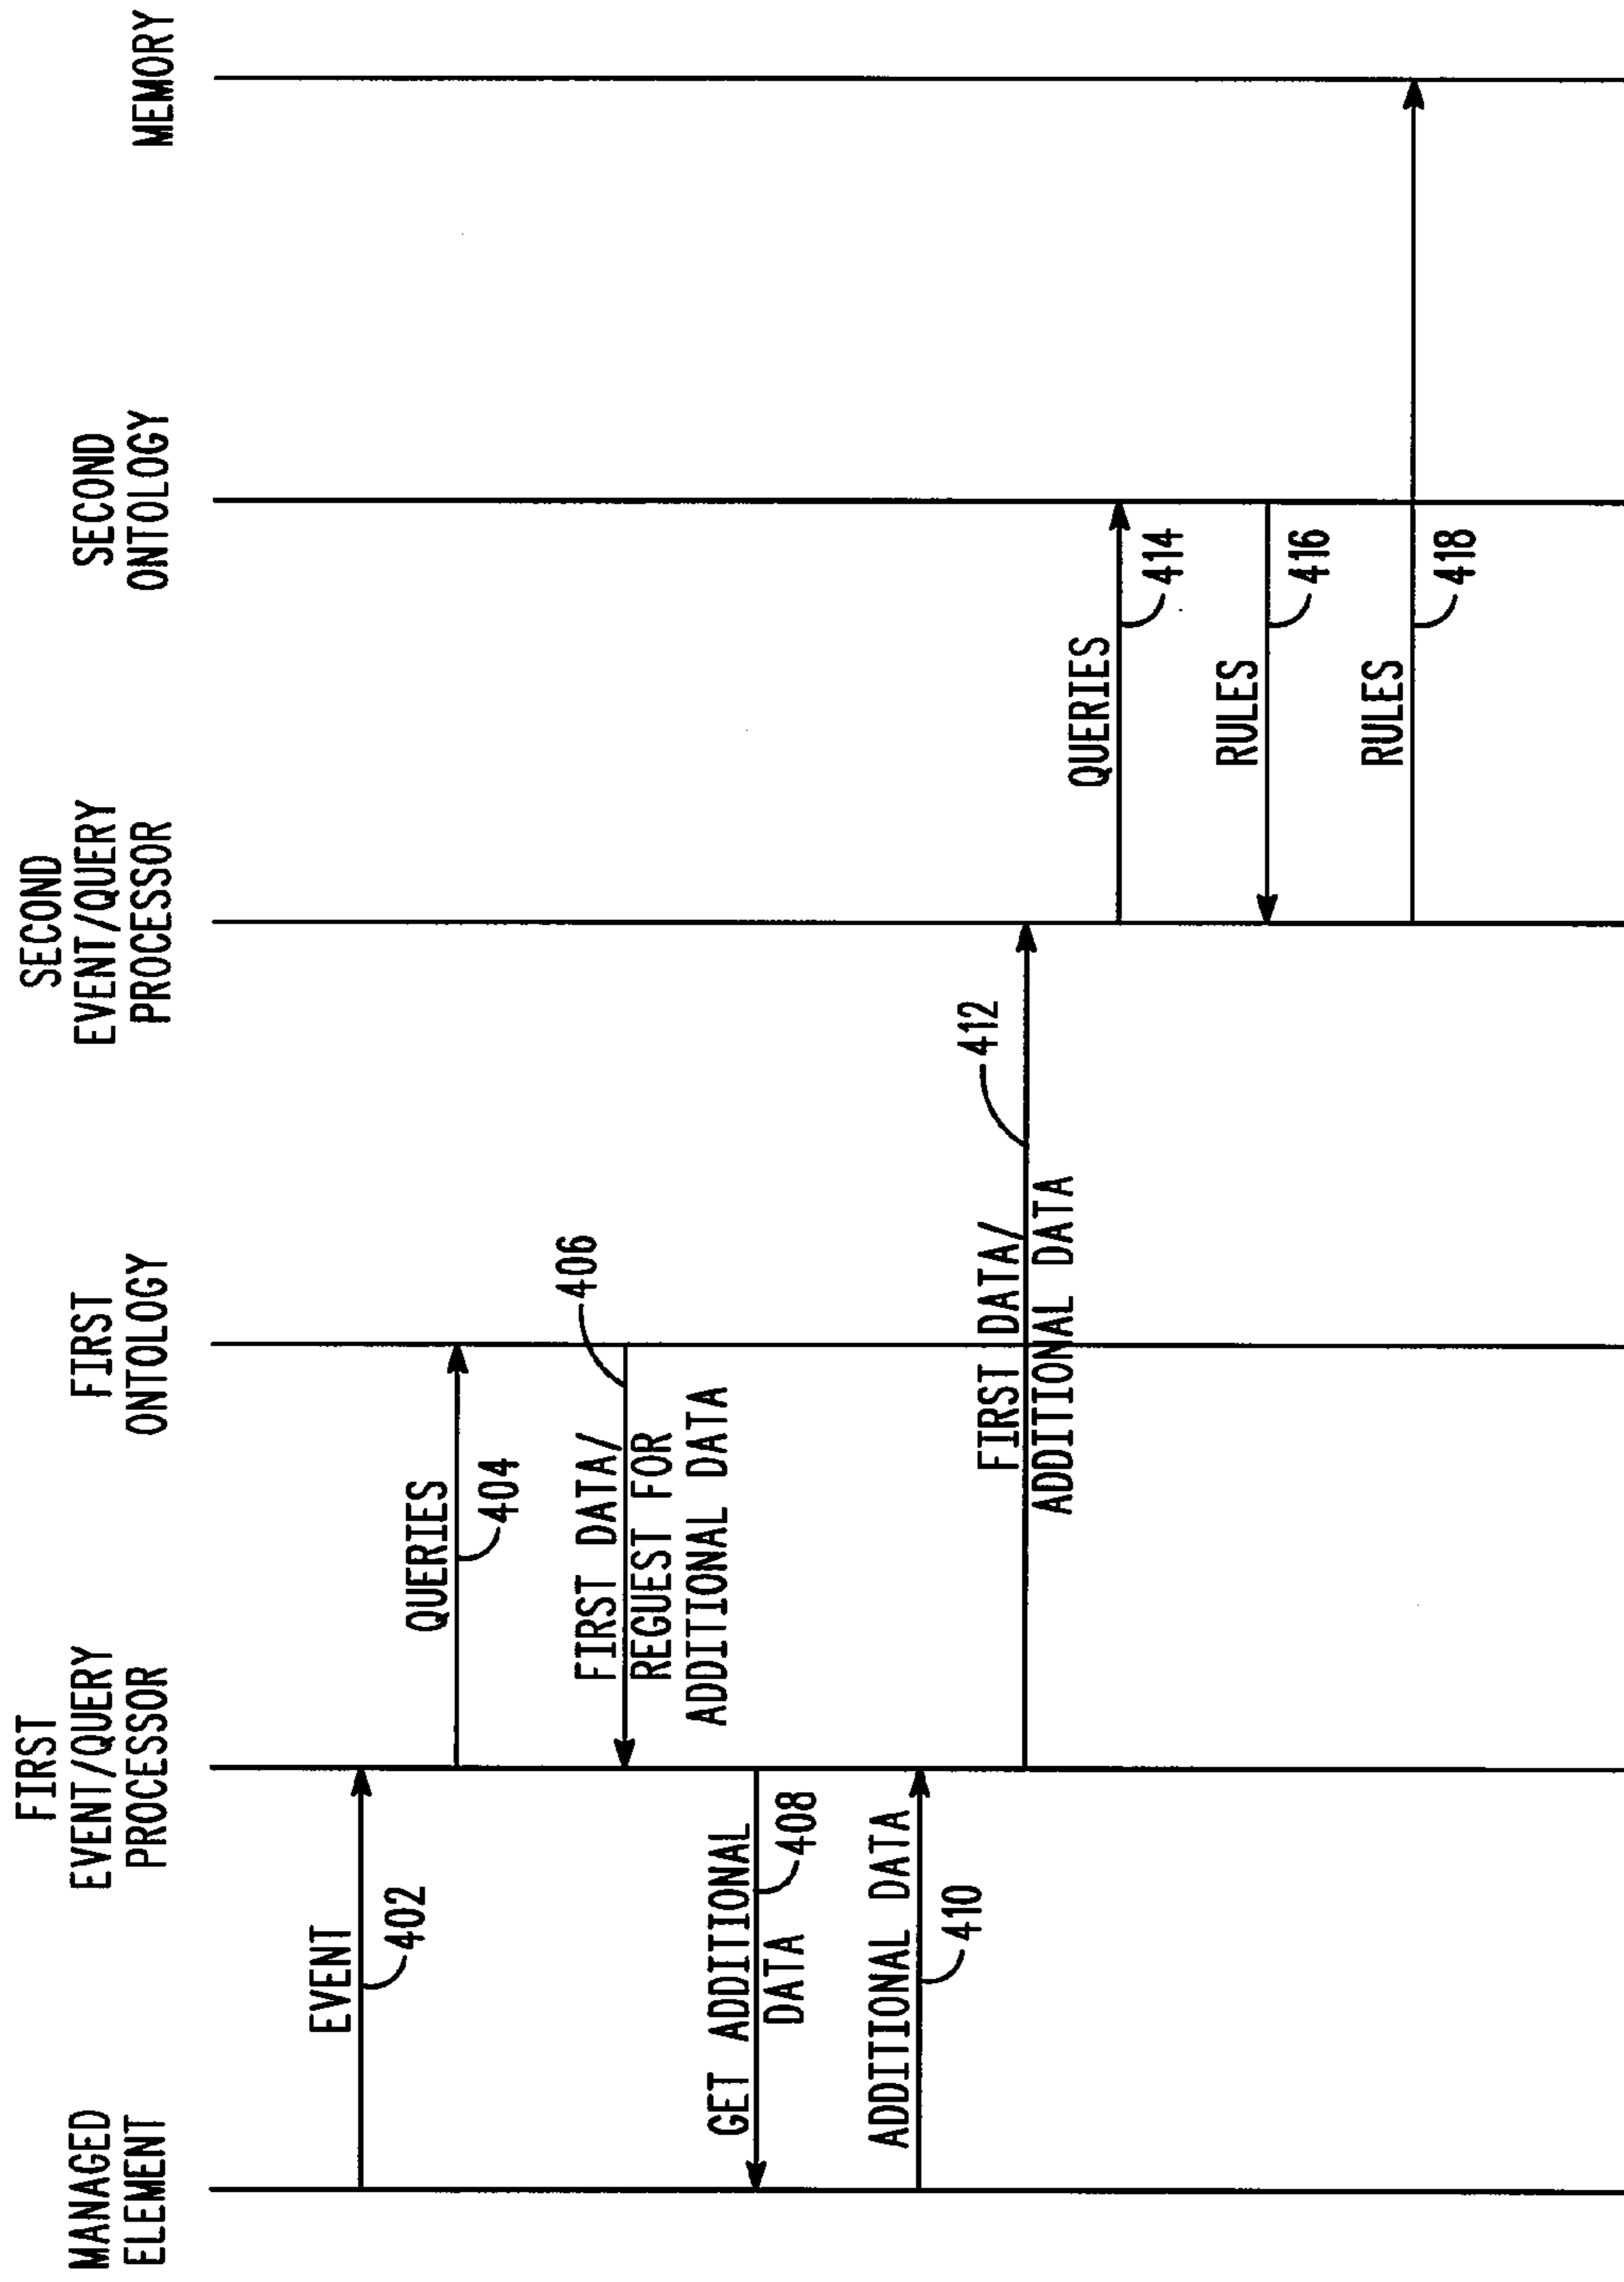 MANAGED
ELEMENT
FIRST
EVENT/QUERY
PROCESSOR
FIRST
ONTOLOGY
SECOND
EVENT/QUERY
PROCESSOR
SECOND
ONTOLOGY
MEMORY
EVENT
402
QUERIES
404
406
FIRST DATA/
REGUEST FOR
ADDITIONAL DATA
GET ADDITIONAL
DATA
408
ADDITIONAL DATA
410
412
FIRST DATA/
ADDITIONAL DATA
QUERIES
414
RULES
416
RULES
418